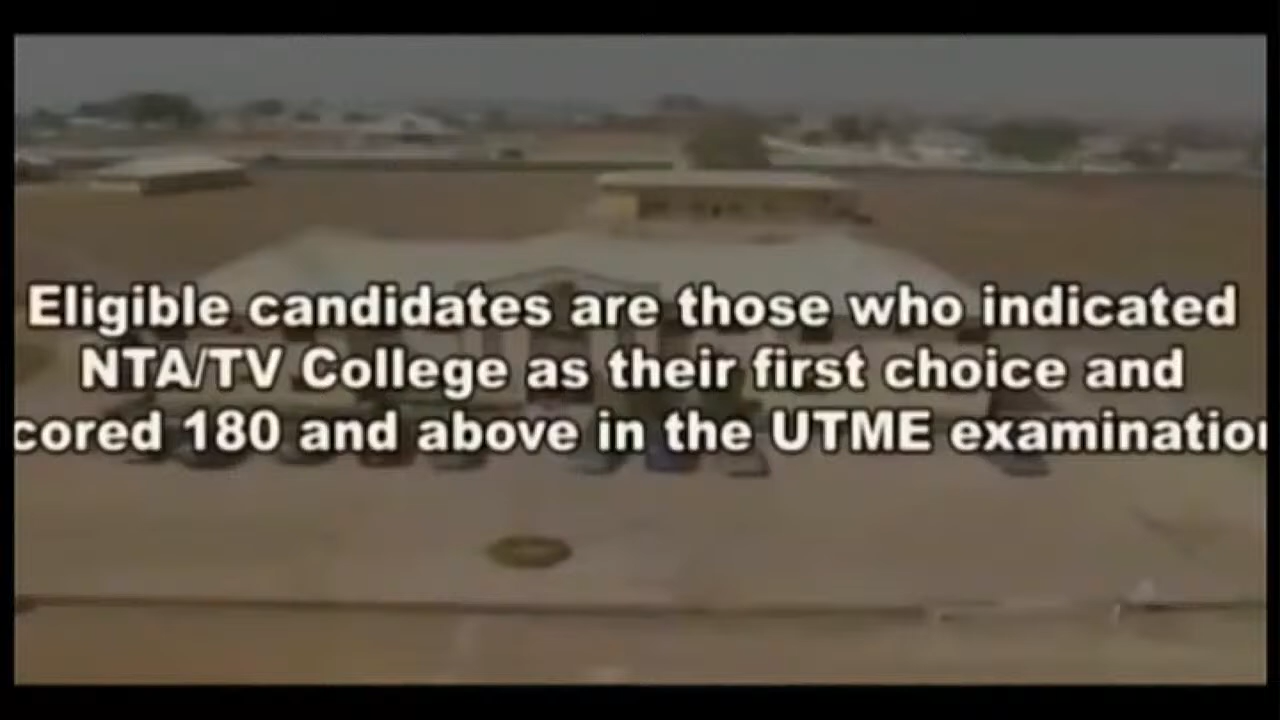 Eligible candidates are those who indicated
NTA/TV College as their first choice and
cored 180 and above in the UTME examination